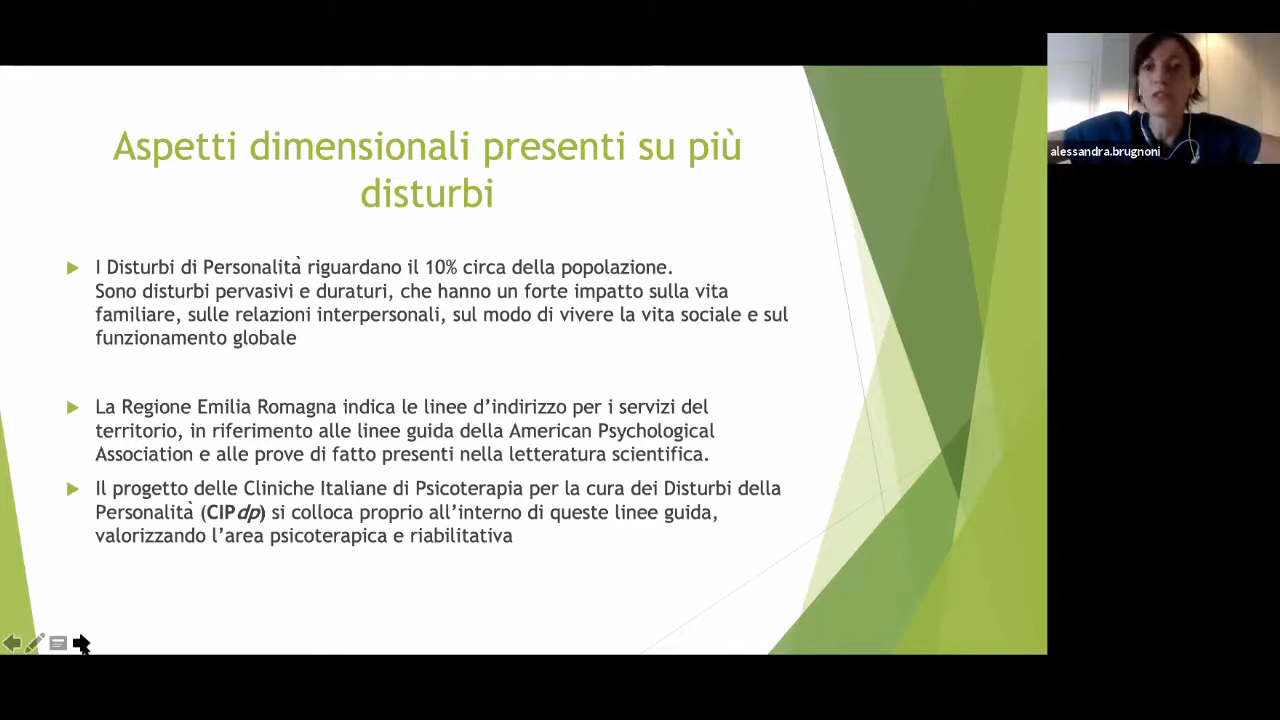 Aspetti dimensionali presenti su più
disturbi
I Disturbi di Personalità riguardano il 10% circa della popolazione.
Sono disturbi pervasivi e duraturi, che hanno un forte impatto sulla vita
familiare, sulle relazioni interpersonali, sul modo di vivere la vita sociale e sul
funzionamento globale
La Regione Emilia Romagna indica le linee d’indirizzo per i servizi del
territorio, in riferimento alle linee guida della American Psychological
Association e alle prove di fatto presenti nella letteratura scientifica.
Il progetto delle Cliniche Italiane di Psicoterapia per la cura dei Disturbi della
Personalità (CIPdp) si colloca proprio all’interno di queste linee guida,
valorizzando l’area psicoterapica e riabilitativa
alessandra.brugnoni